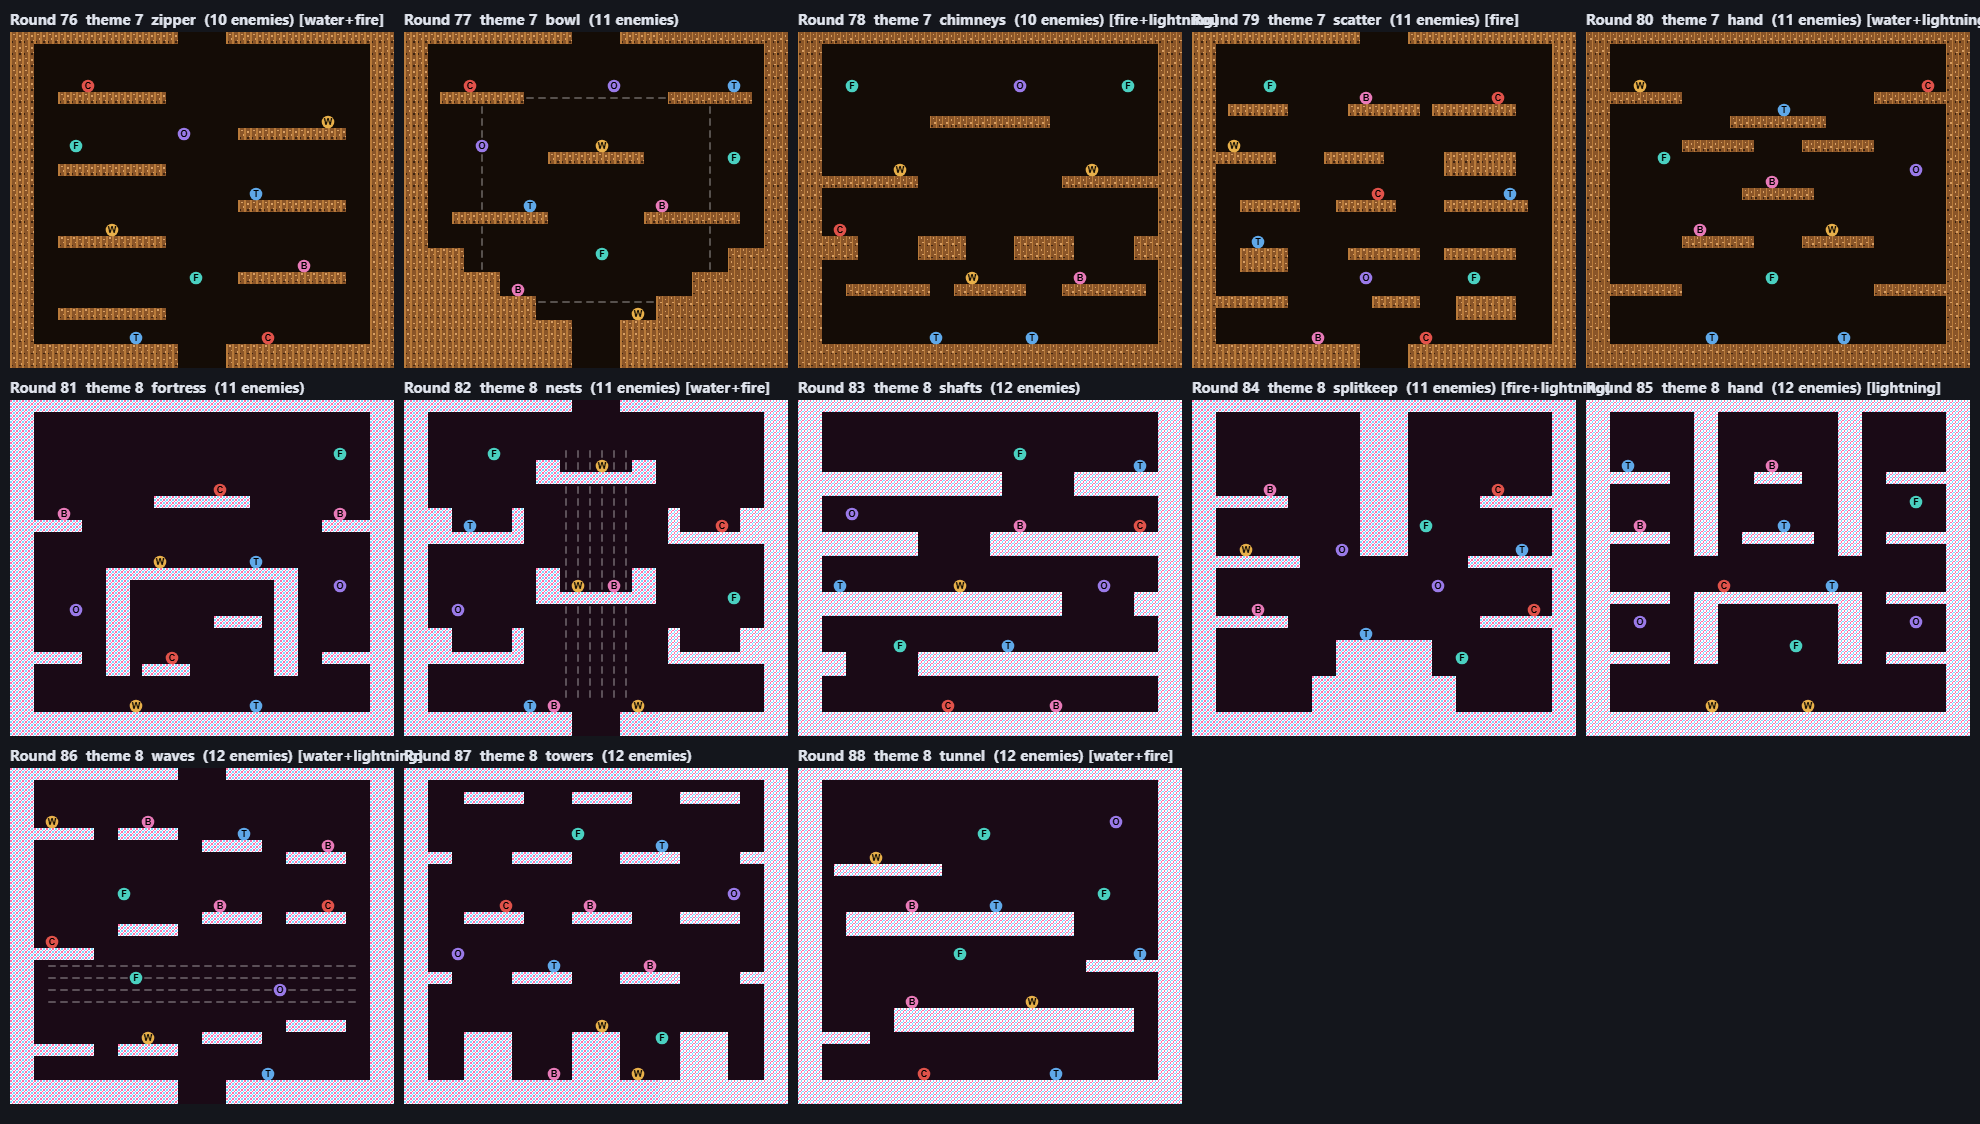 Round 76 theme 7 zipper (10 enemies) [water+fire]
Round 77 theme 7 bowl (11 enemies)
Round 78 theme 7 chimneys (10 enemies) [fire+lightning]
Round 79 theme 7 scatter (11 enemies) [fire]
Round 80 theme 7 hand (11 enemies) [water+lightning
C
W
O
F
T
W
B
F
T
C
C
O
T
O
W
F
T
B
F
B
W
F
O
F
W
W
C
W
B
T
T
F
B
C
W
C
T
T
O
F
B
C
W
C
T
F
B
O
B
W
F
T
T
Round 81 theme 8 fortress (11 enemies)
Round 82 theme 8 nests (11 enemies) [water+fire]
Round 83 theme 8 shafts (12 enemies)
Round 84 theme 8 splitkeep (11 enemies) [fire+lightning]
Round 85 theme 8 hand (12 enemies) [lightning]
F
C
B
B
W
T
O
O
C
W
T
F
W
T
C
W
B
F
O
T
B
W
F
T
O
B
C
T
W
O
F
T
C
B
B
C
F
W
O
T
O
B
C
T
F
T
B
F
B
T
C
T
O
O
F
W
W
Round 86 theme 8 waves (12 enemies) [water+lightning]
Round 87 theme 8 towers (12 enemies)
Round 88 theme 8 tunnel (12 enemies) [water+fire]
W
B
T
B
F
B
C
C
F
O
W
T
F
T
O
C
B
O
T
B
W
F
B
W
O
F
W
F
B
T
F
T
B
W
C
T